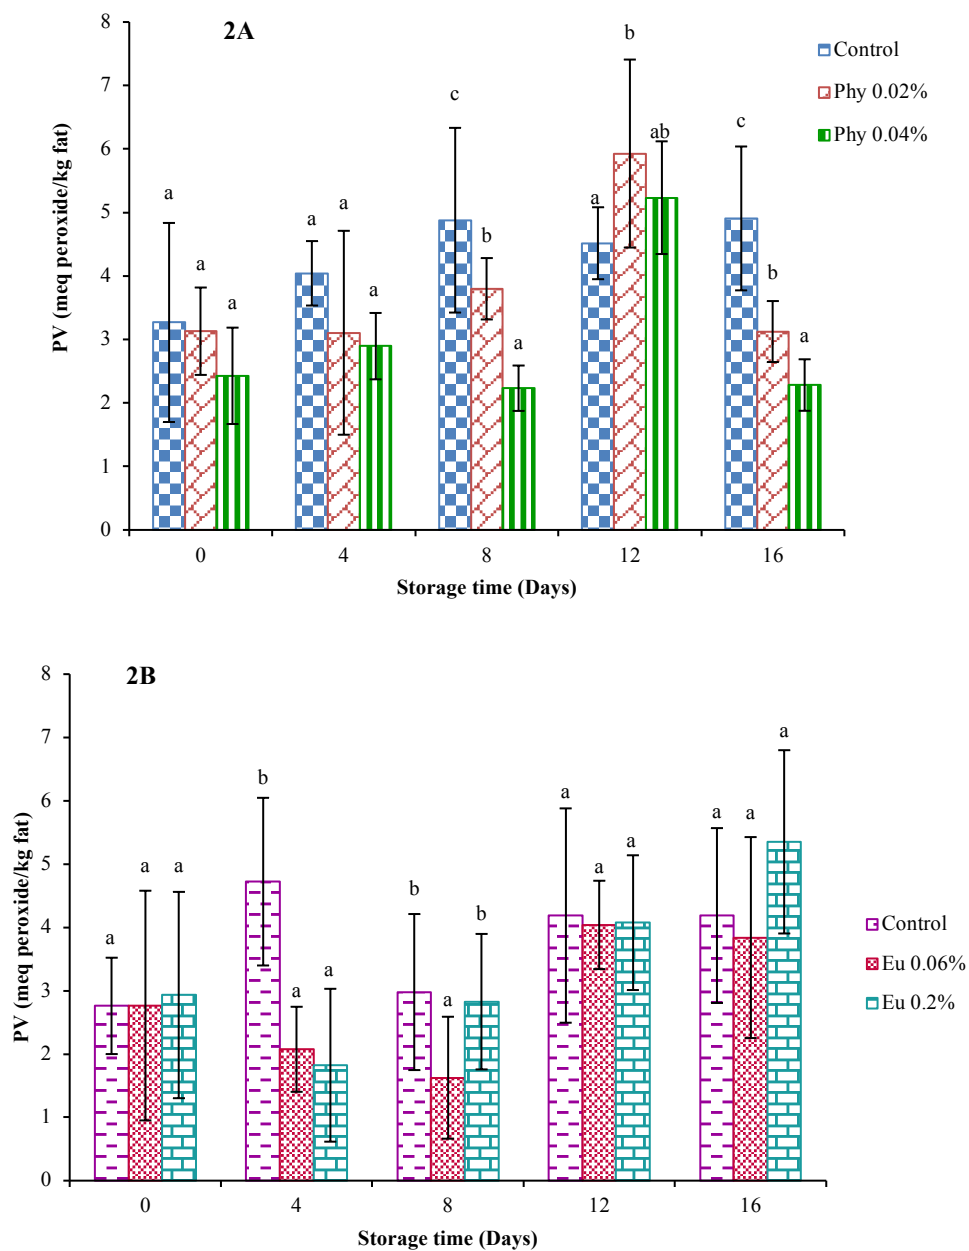 2A
8
7
6
5
4
3
2
1
0
PV (meq peroxide/kg fat)
a
a
a
a
a
a
c
b
a
a
b
ab
c
b
a
0
4
8
12
16
Storage time (Days)
Control
Phy 0.02%
Phy 0.04%
2B
8
7
6
5
4
3
2
1
0
PV (meq peroxide/kg fat)
a
a
a
b
a
a
b
a
b
a
a
a
a
a
a
0
4
8
12
16
Storage time (Days)
Control
Eu 0.06%
Eu 0.2%